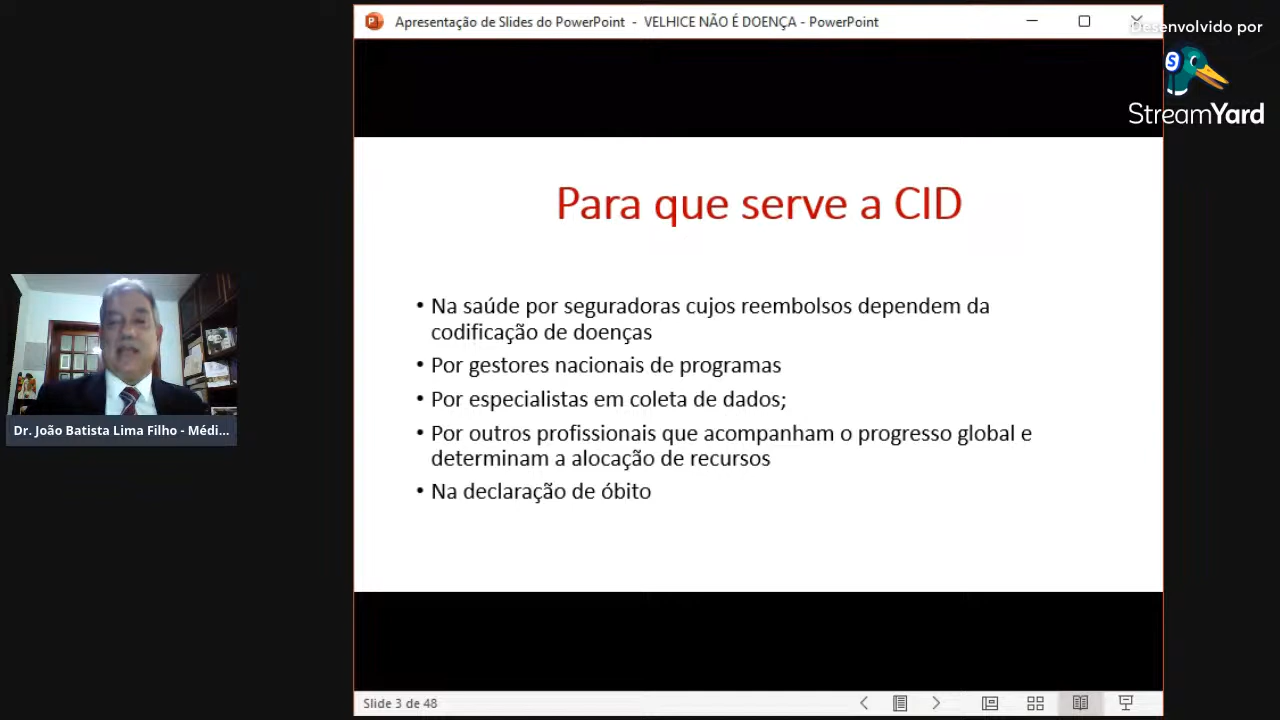 Apresentação de Slides do PowerPoint - VELHICE NÃO É DOENÇA - PowerPoint
Desenvolvido por
StreamYard
Para que serve a CID
• Na saúde por seguradoras cujos reembolsos dependem da
codificação de doenças
• Por gestores nacionais de programas
• Por especialistas em coleta de dados;
• Por outros profissionais que acompanham o progresso global e
determinam a alocação de recursos
• Na declaração de óbito
Dr. João Batista Lima Filho - Médi...
Slide 3 de 48